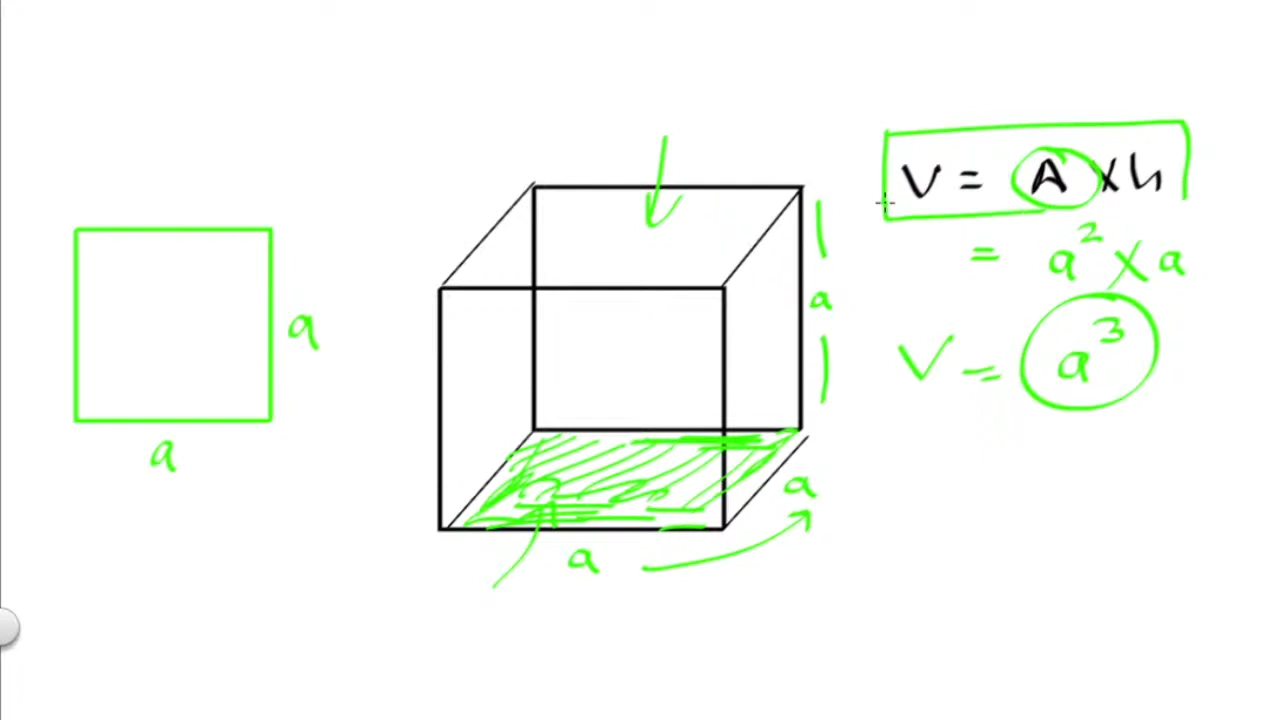 a
a
a
a
a
V = A x h
= a² x a
V = a³